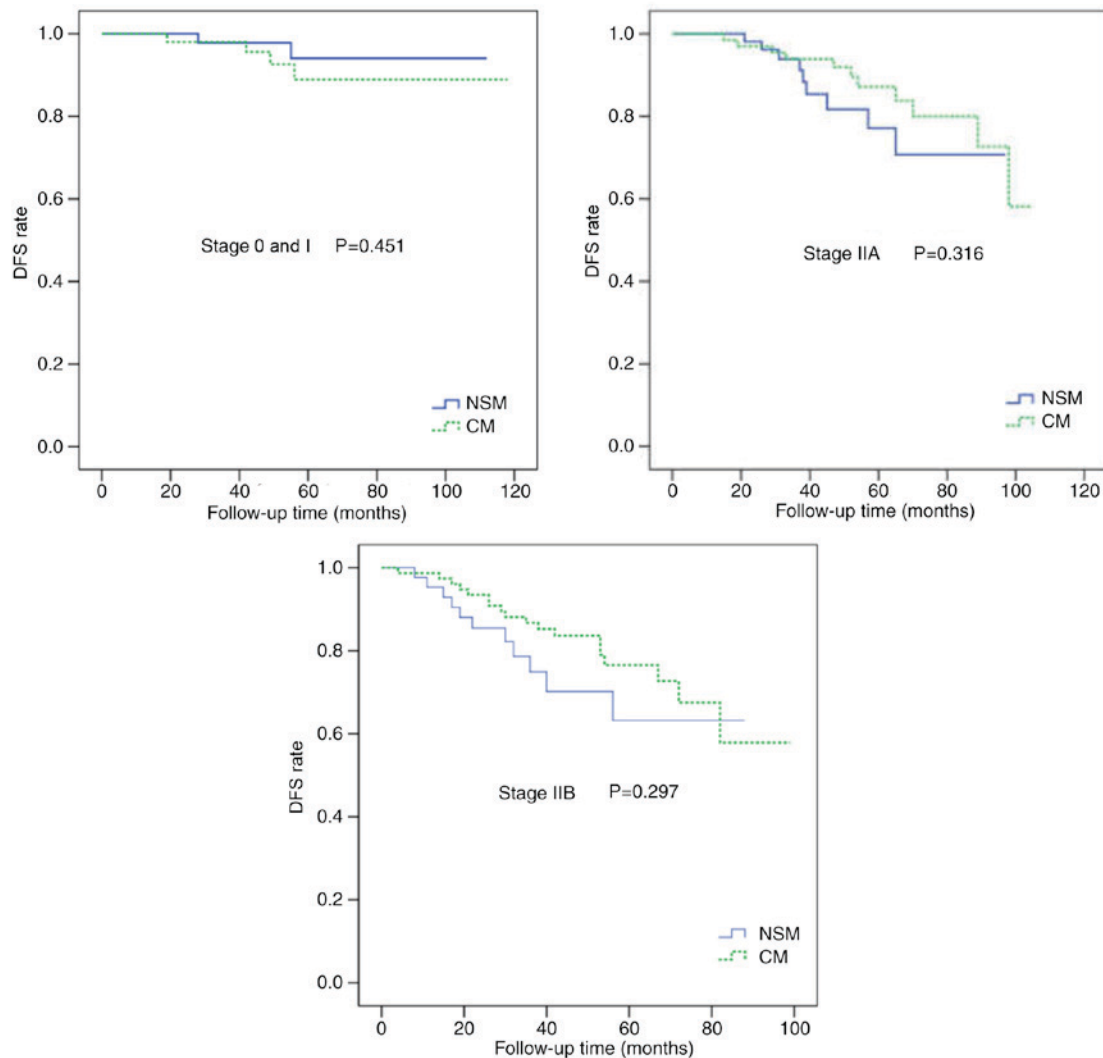 1.0
0.8
0.6
0.4
0.2
0.0
DFS rate
Stage 0 and I P=0.451
NSM
CM
0 20 40 60 80 100 120
Follow-up time (months)
1.0
0.8
0.6
0.4
0.2
0.0
DFS rate
Stage IIA P=0.316
NSM
CM
0 20 40 60 80 100 120
Follow-up time (months)
1.0
0.8
0.6
0.4
0.2
0.0
DFS rate
Stage IIB P=0.297
NSM
CM
0 20 40 60 80 100
Follow-up time (months)